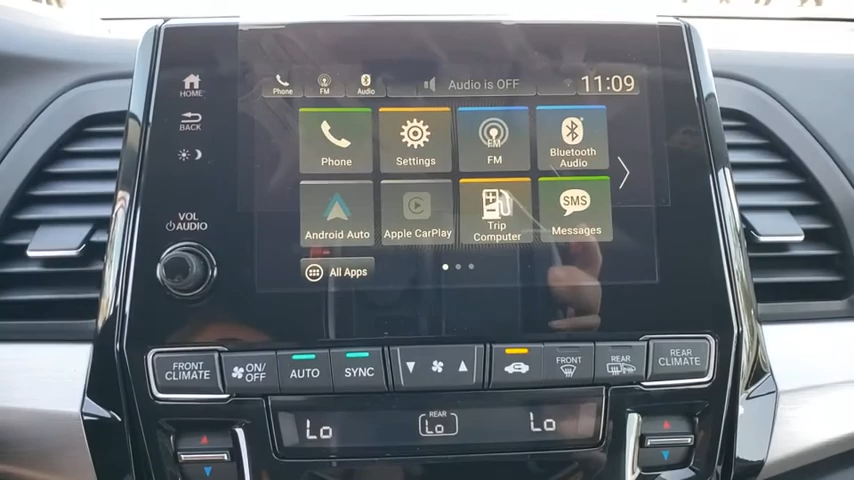 HOME
BACK
VOL
AUDIO
Phone
FM
Audio
Audio is OFF
11:09
Phone
Settings
FM
FM
Bluetooth
Audio
Android Auto
Apple CarPlay
Trip
Computer
SMS
Messages
All Apps
FRONT
CLIMATE
ON/
OFF
AUTO
SYNC
FRONT
REAR
REAR
CLIMATE
Lo
REAR
Lo
Lo